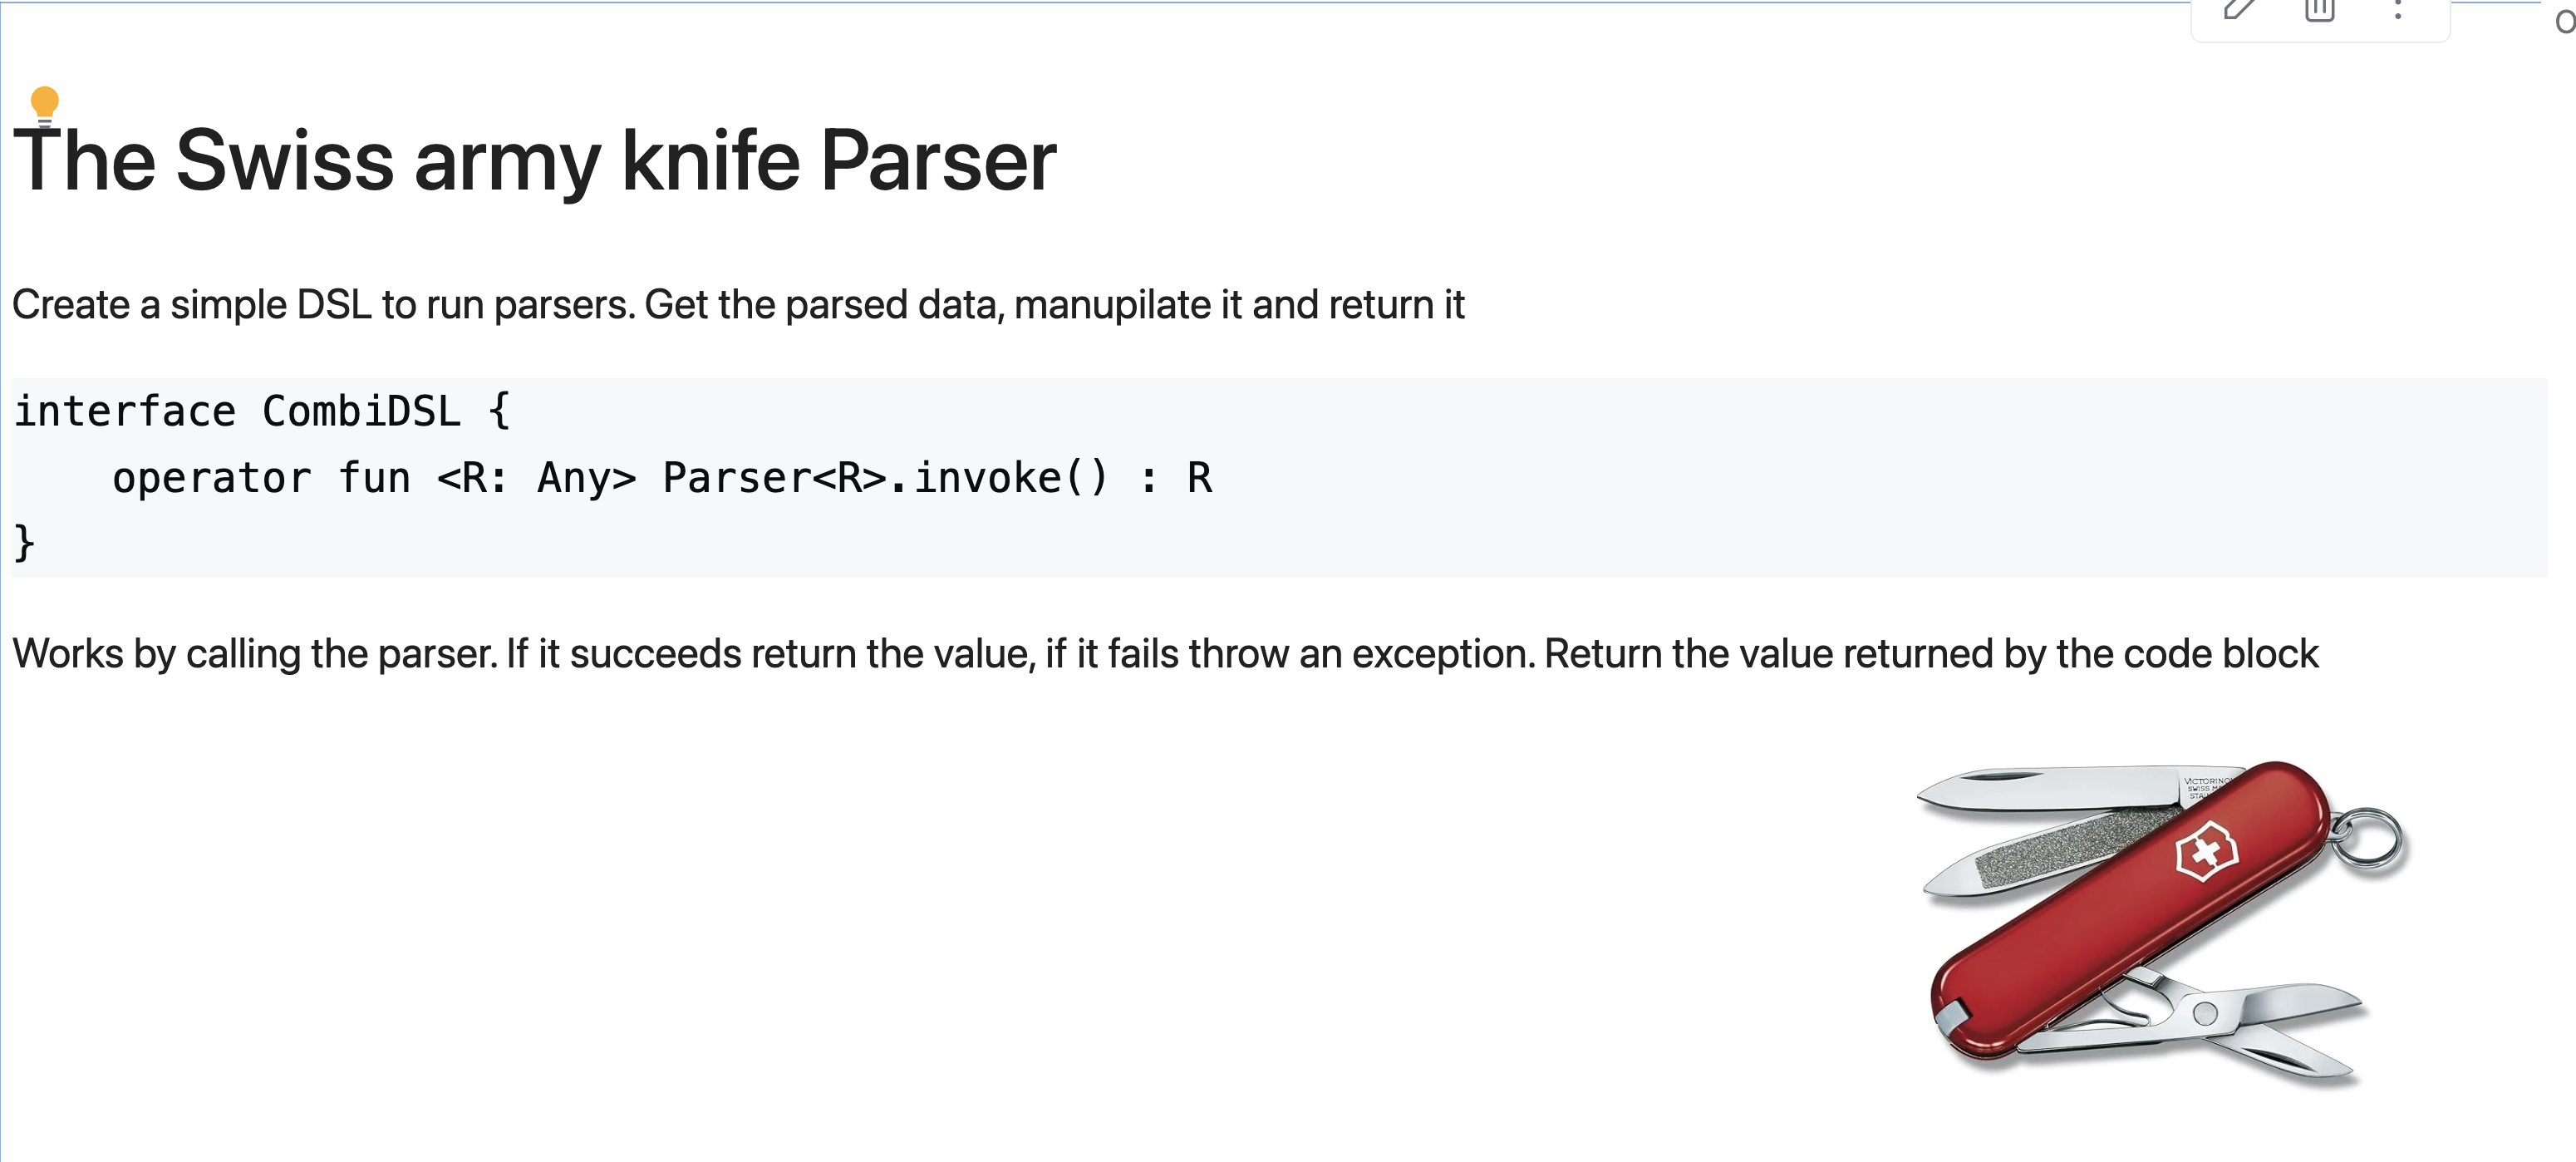 The Swiss army knife Parser
Create a simple DSL to run parsers. Get the parsed data, manupilate it and return it
interface CombiDSL {
    operator fun <R: Any> Parser<R>.invoke() : R
}
Works by calling the parser. If it succeeds return the value, if it fails throw an exception. Return the value returned by the code block
SWISS